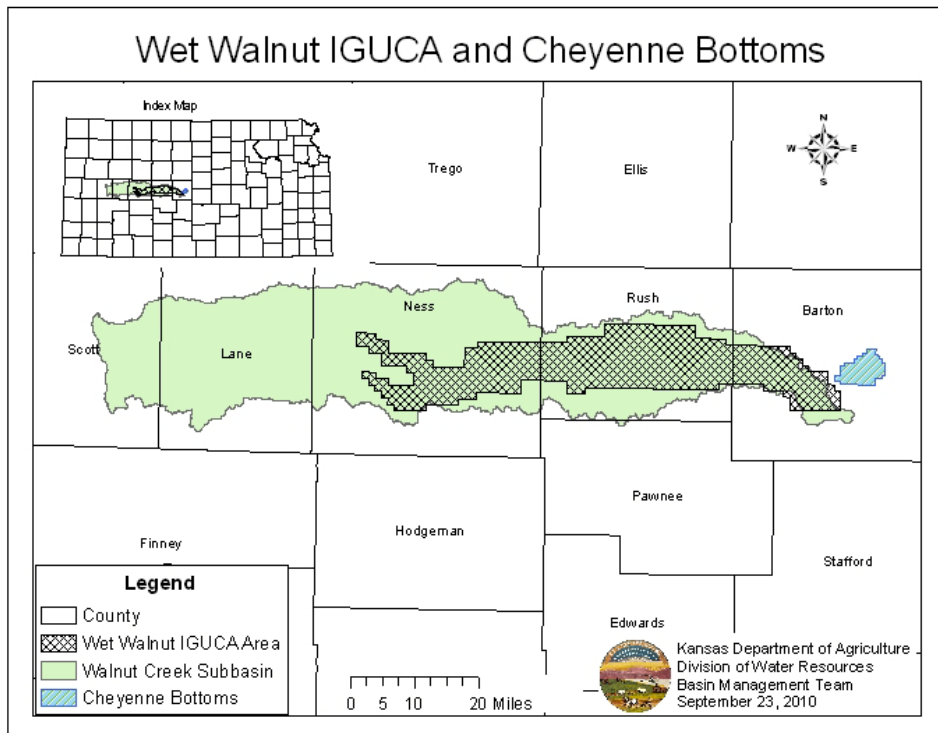 Wet Walnut IGUCA and Cheyenne Bottoms
Index Map
N
W E
S
Trego
Ellis
Scott
Lane
Ness
Rush
Barton
Finney
Hodgeman
Pawnee
Stafford
Edwards
Legend
County
Wet Walnut IGUCA Area
Walnut Creek Subbasin
Cheyenne Bottoms
0 5 10 20 Miles
Kansas Department of Agriculture
Division of Water Resources
Basin Management Team
September 23, 2010